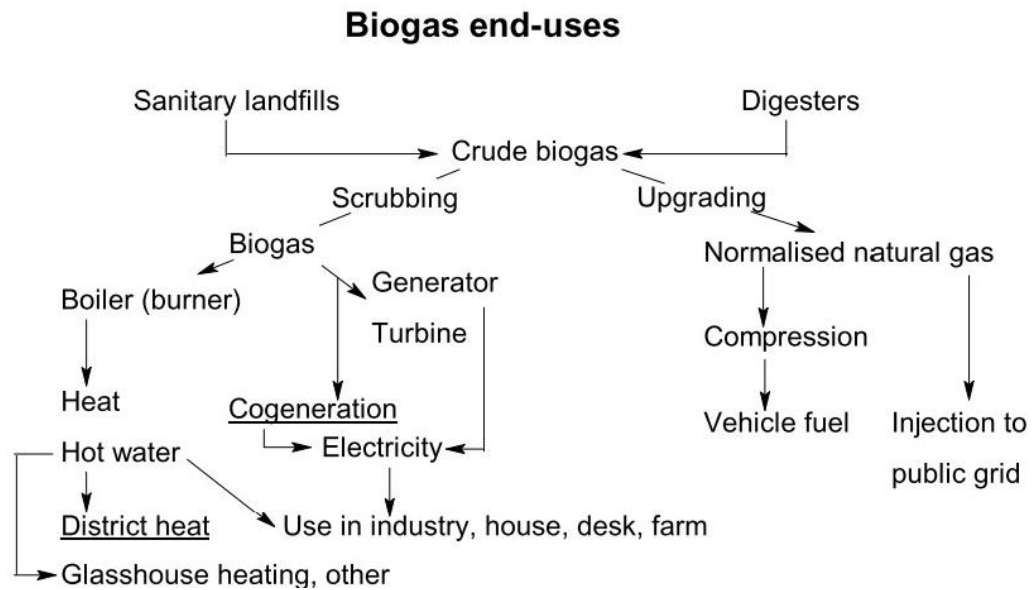 Biogas end-uses
Sanitary landfills
Digesters
Crude biogas
Scrubbing
Upgrading
Biogas
Normalised natural gas
Generator
Boiler (burner)
Turbine
Compression
Heat
Cogeneration
Vehicle fuel
Injection to
public grid
Hot water
Electricity
District heat
Use in industry, house, desk, farm
Glasshouse heating, other